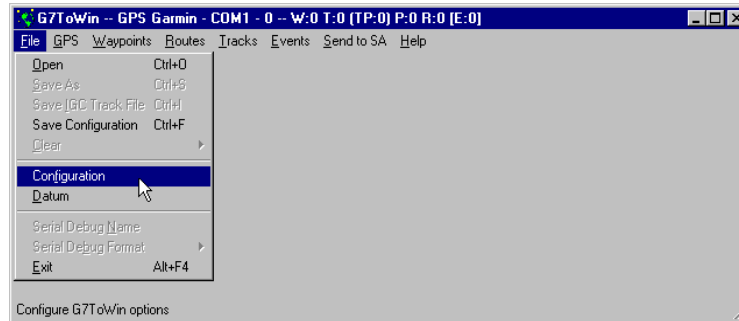 G7ToWin -- GPS Garmin - COM1 - 0 -- W:0 T:0 (TP:0) P:0 R:0 [E:0]
File GPS Waypoints Routes Tracks Events Send to SA Help
Open Ctrl+O
Save As Ctrl+S
Save IGC Track File Ctrl+I
Save Configuration Ctrl+F
Clear
Configuration
Datum
Serial Debug Name
Serial Debug Format
Exit Alt+F4
Configure G7ToWin options